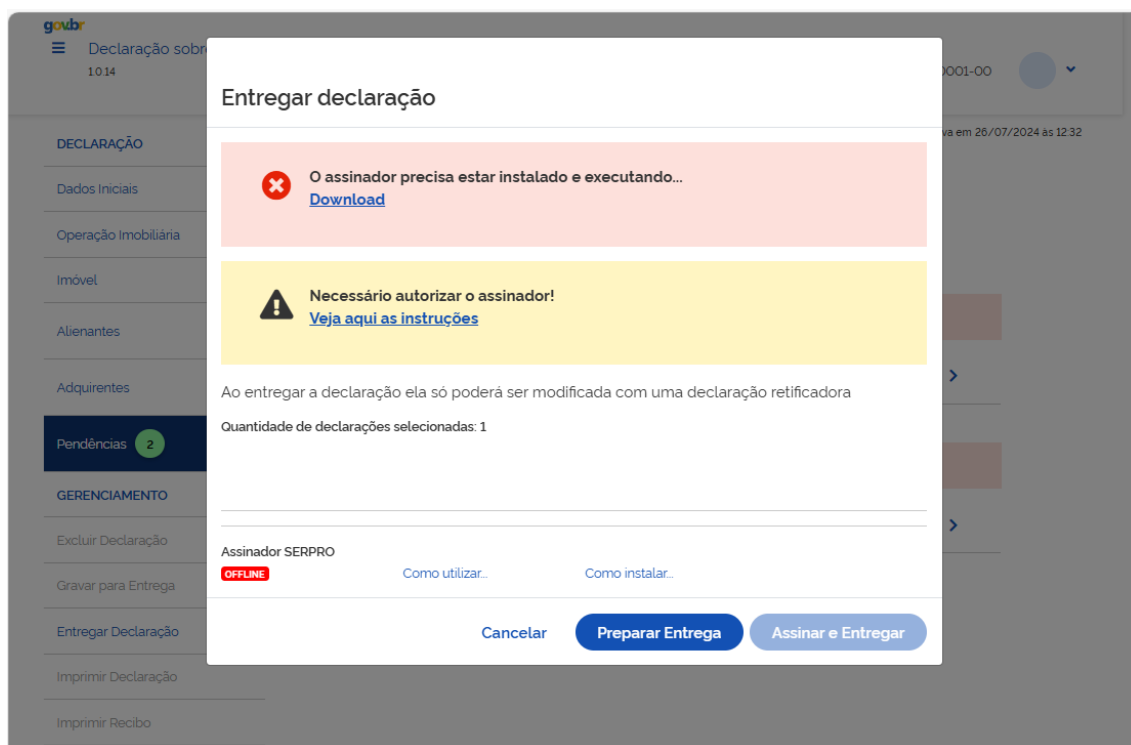 gov.br
Declaração sobr
1.0.14
0001-00
va em 26/07/2024 às 12:32
DECLARAÇÃO
Dados Iniciais
Operação Imobiliária
Imóvel
Alienantes
Adquirentes
Pendências 2
GERENCIAMENTO
Excluir Declaração
Gravar para Entrega
Entregar Declaração
Imprimir Declaração
Imprimir Recibo
Entregar declaração
O assinador precisa estar instalado e executando...
Download
Necessário autorizar o assinador!
Veja aqui as instruções
Ao entregar a declaração ela só poderá ser modificada com uma declaração retificadora
Quantidade de declarações selecionadas: 1
Assinador SERPRO
OFFLINE Como utilizar... Como instalar...
Cancelar Preparar Entrega Assinar e Entregar